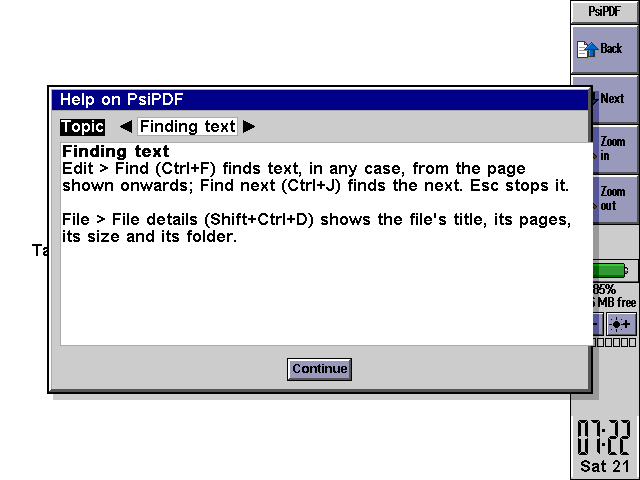 PsiPDF
Back
Help on PsiPDF
Next
Topic Finding text
Finding text
Edit > Find (Ctrl+F) finds text, in any case, from the page
shown onwards; Find next (Ctrl+J) finds the next. Esc stops it.
File > File details (Shift+Ctrl+D) shows the file's title, its pages,
its size and its folder.
Zoom
in
Zoom
out
85%
MB free
Continue
07:22
Sat 21